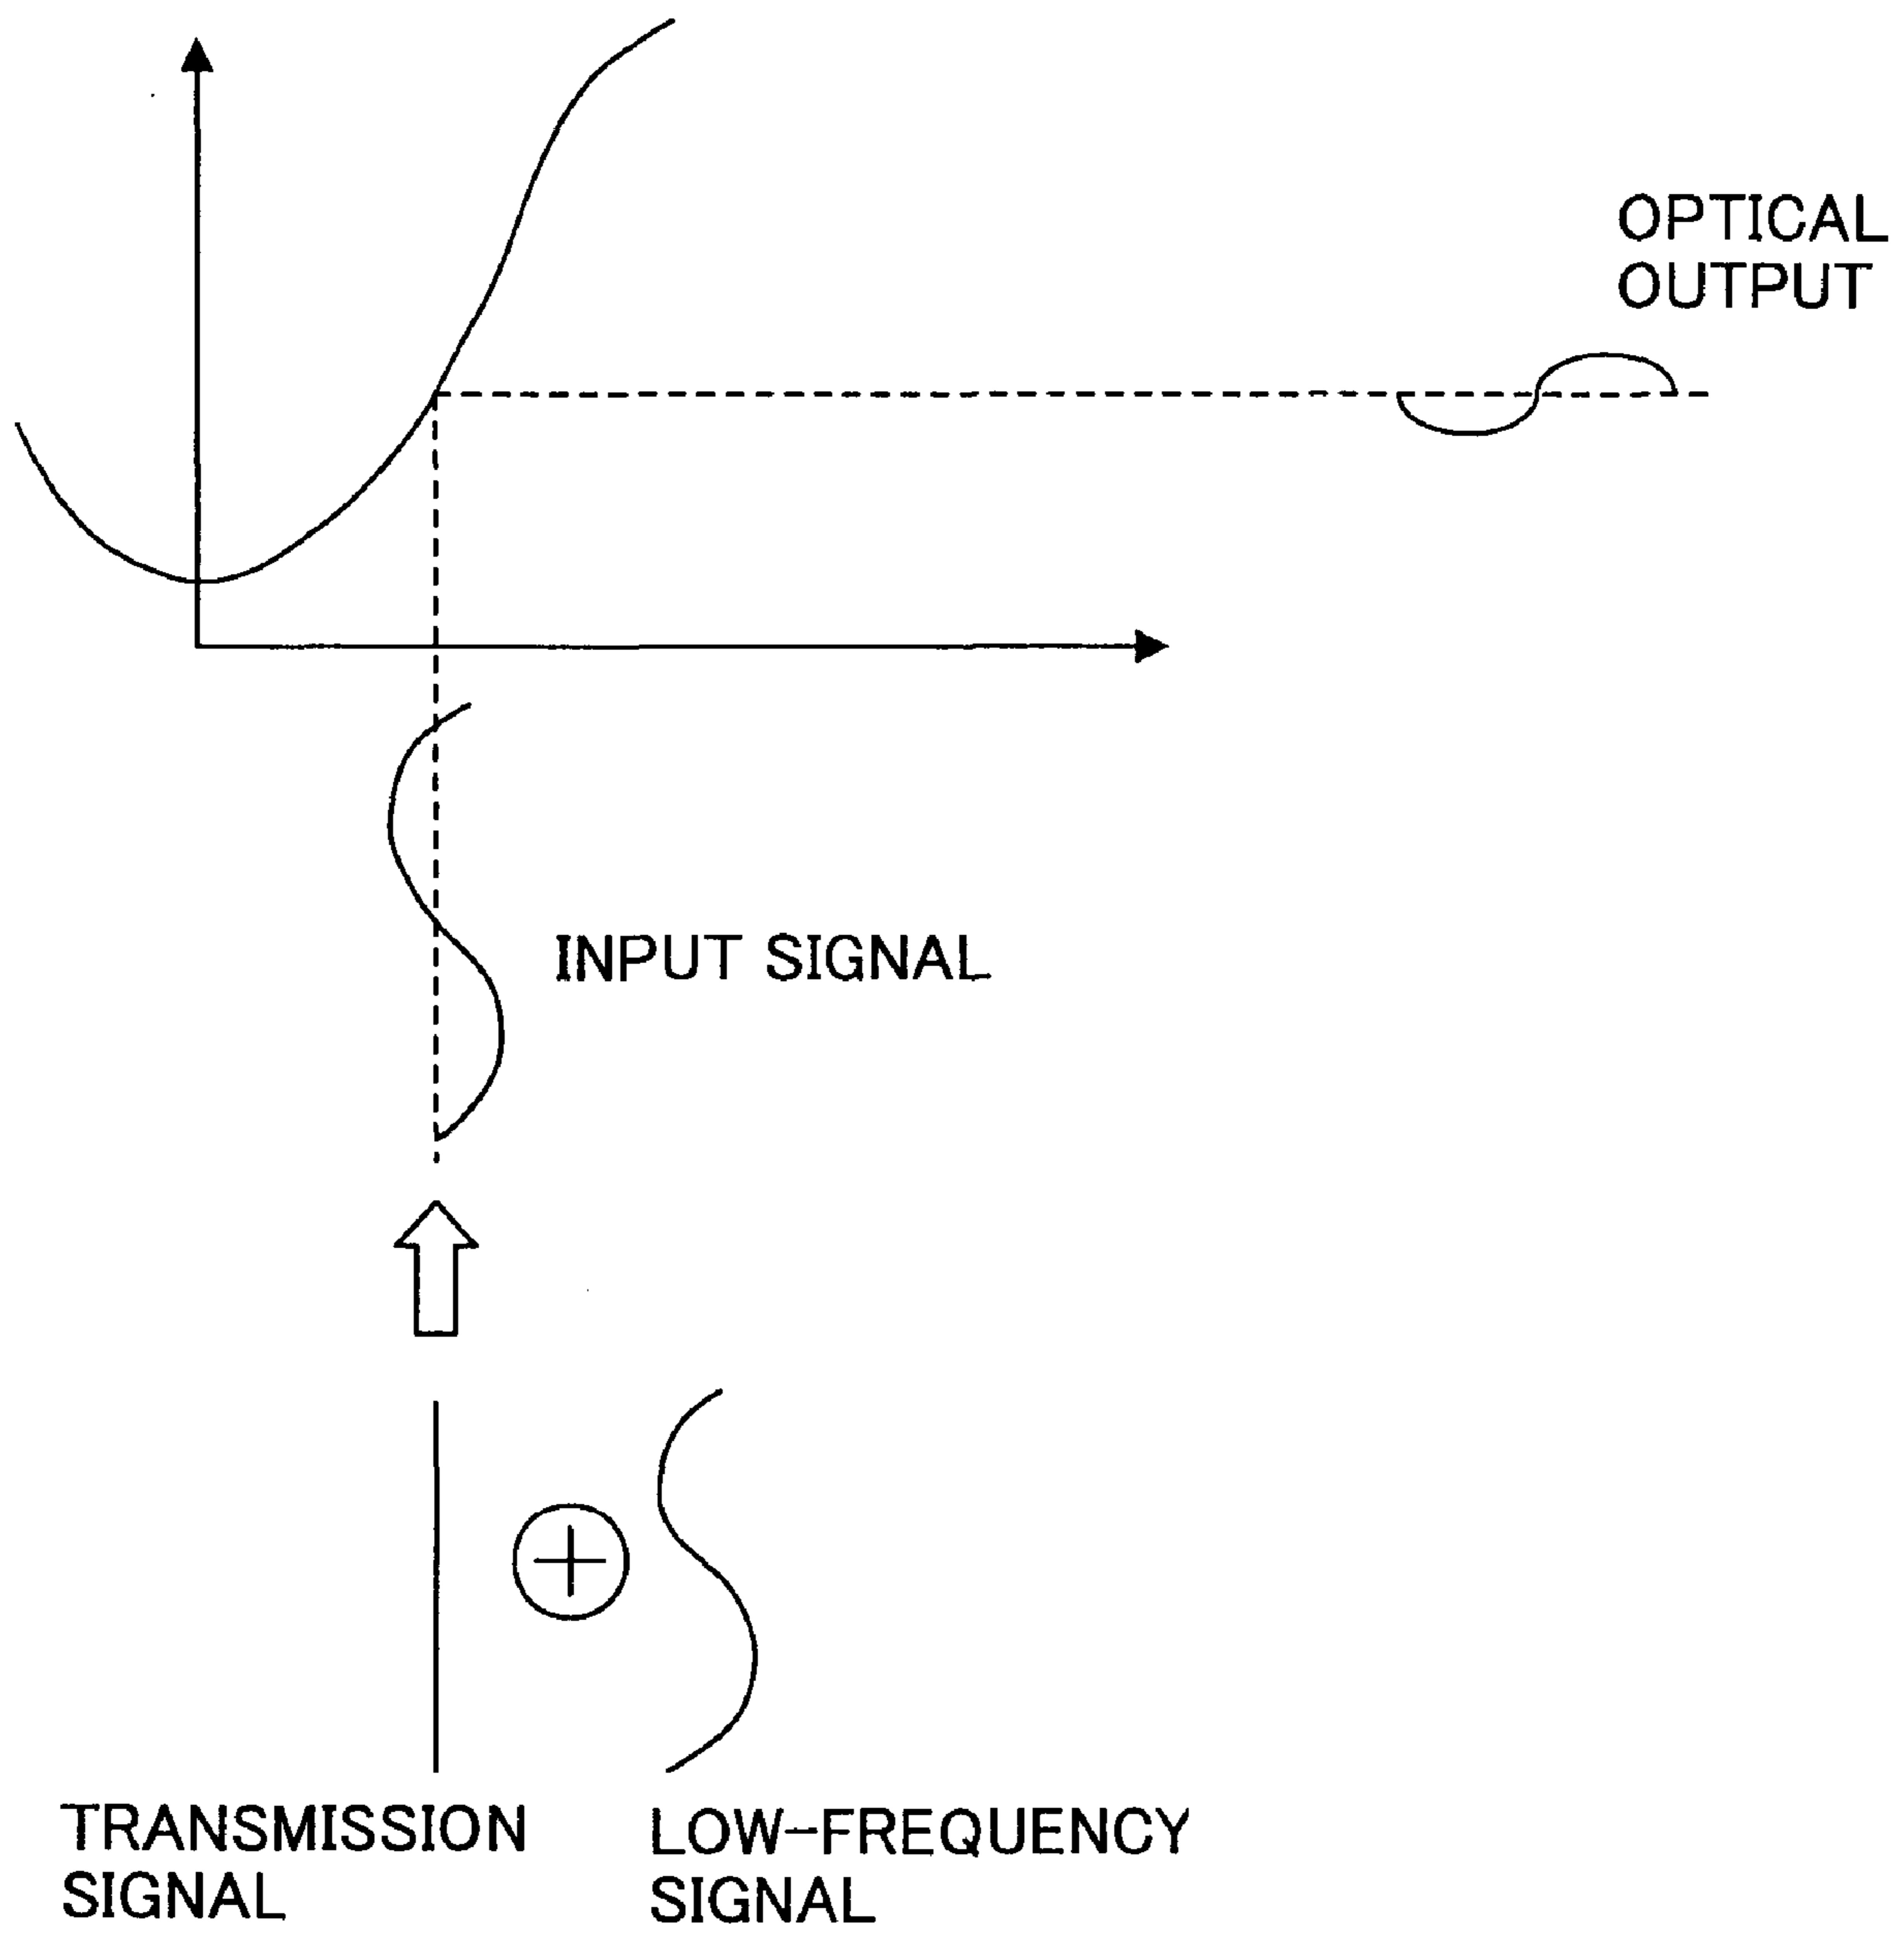 OPTICAL
OUTPUT
INPUT SIGNAL
TRANSMISSION
SIGNAL
LOW-FREQUENCY
SIGNAL